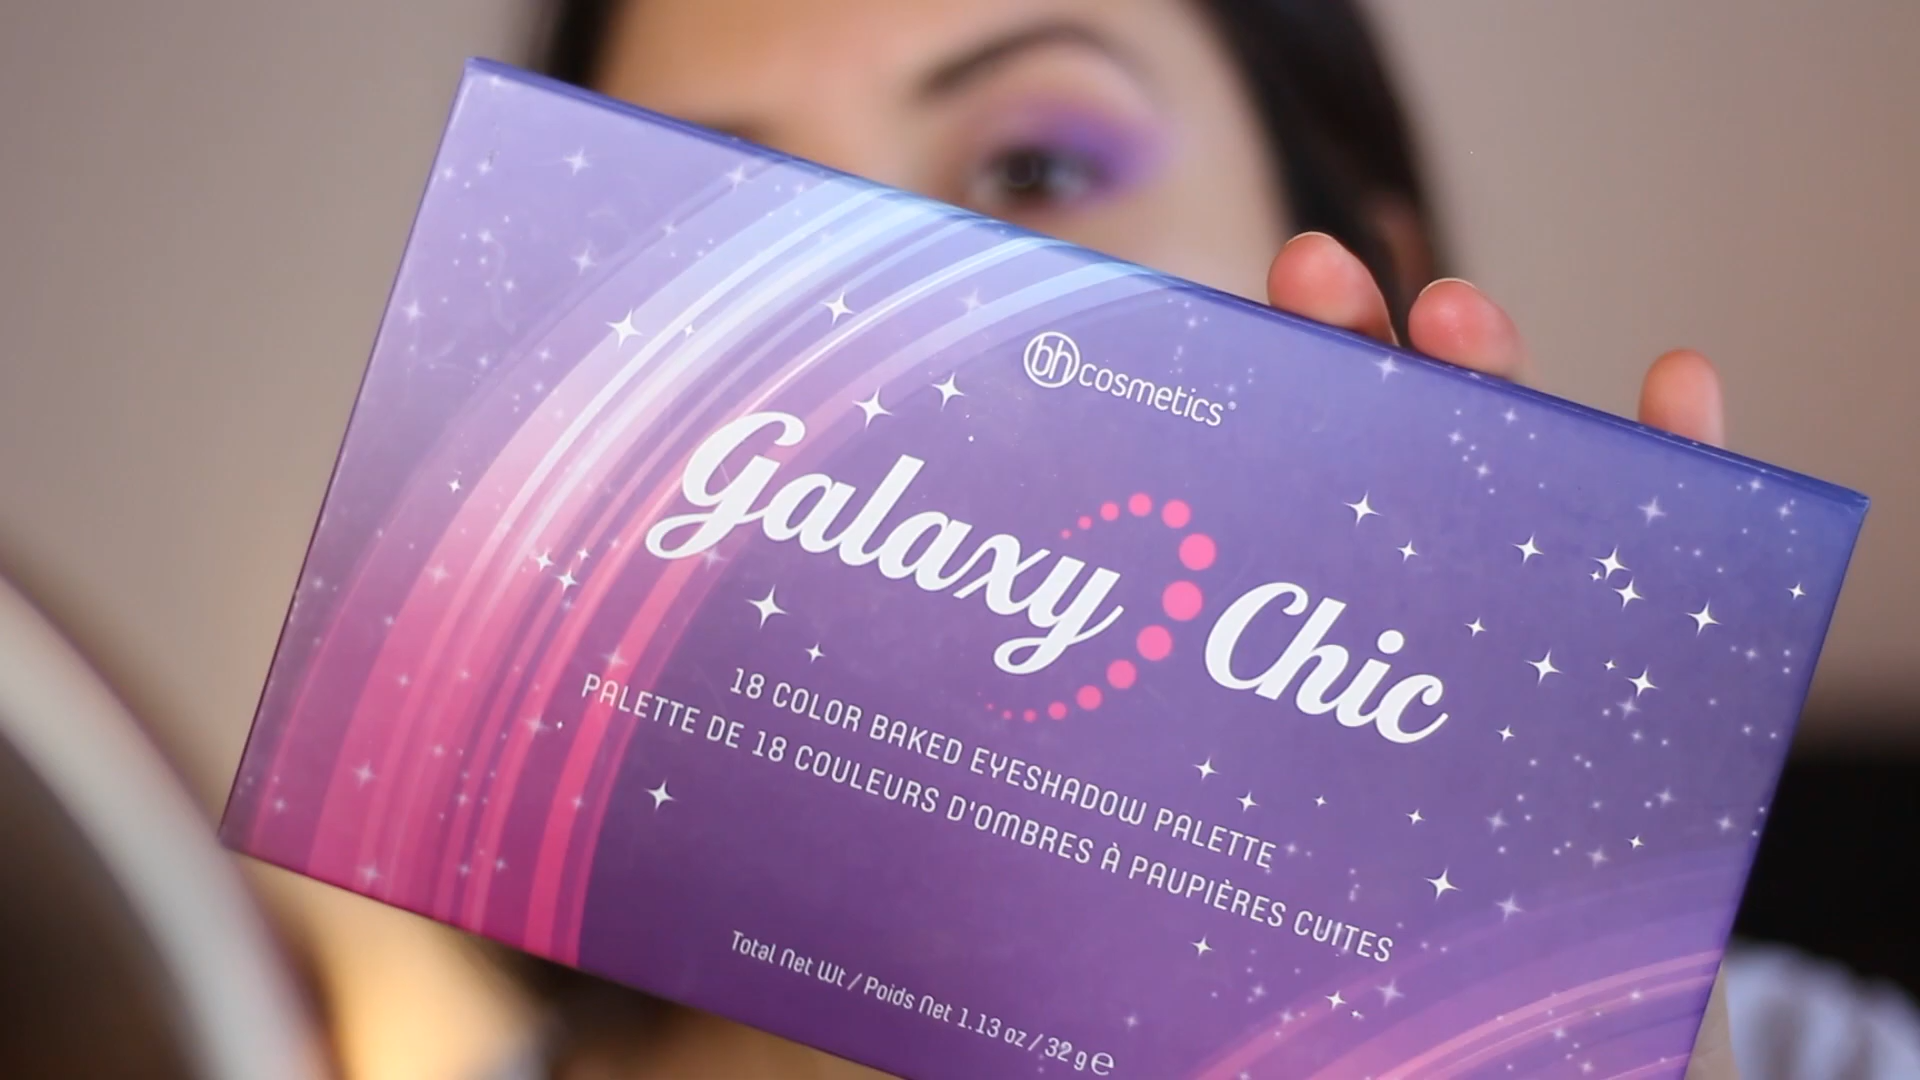 bh cosmetics®
Galaxy Chic
18 COLOR BAKED EYESHADOW PALETTE
PALETTE DE 18 COULEURS D'OMBRES À PAUPIÈRES CUITES
Total Net Wt / Poids Net 1.13 oz / 32 g ℮